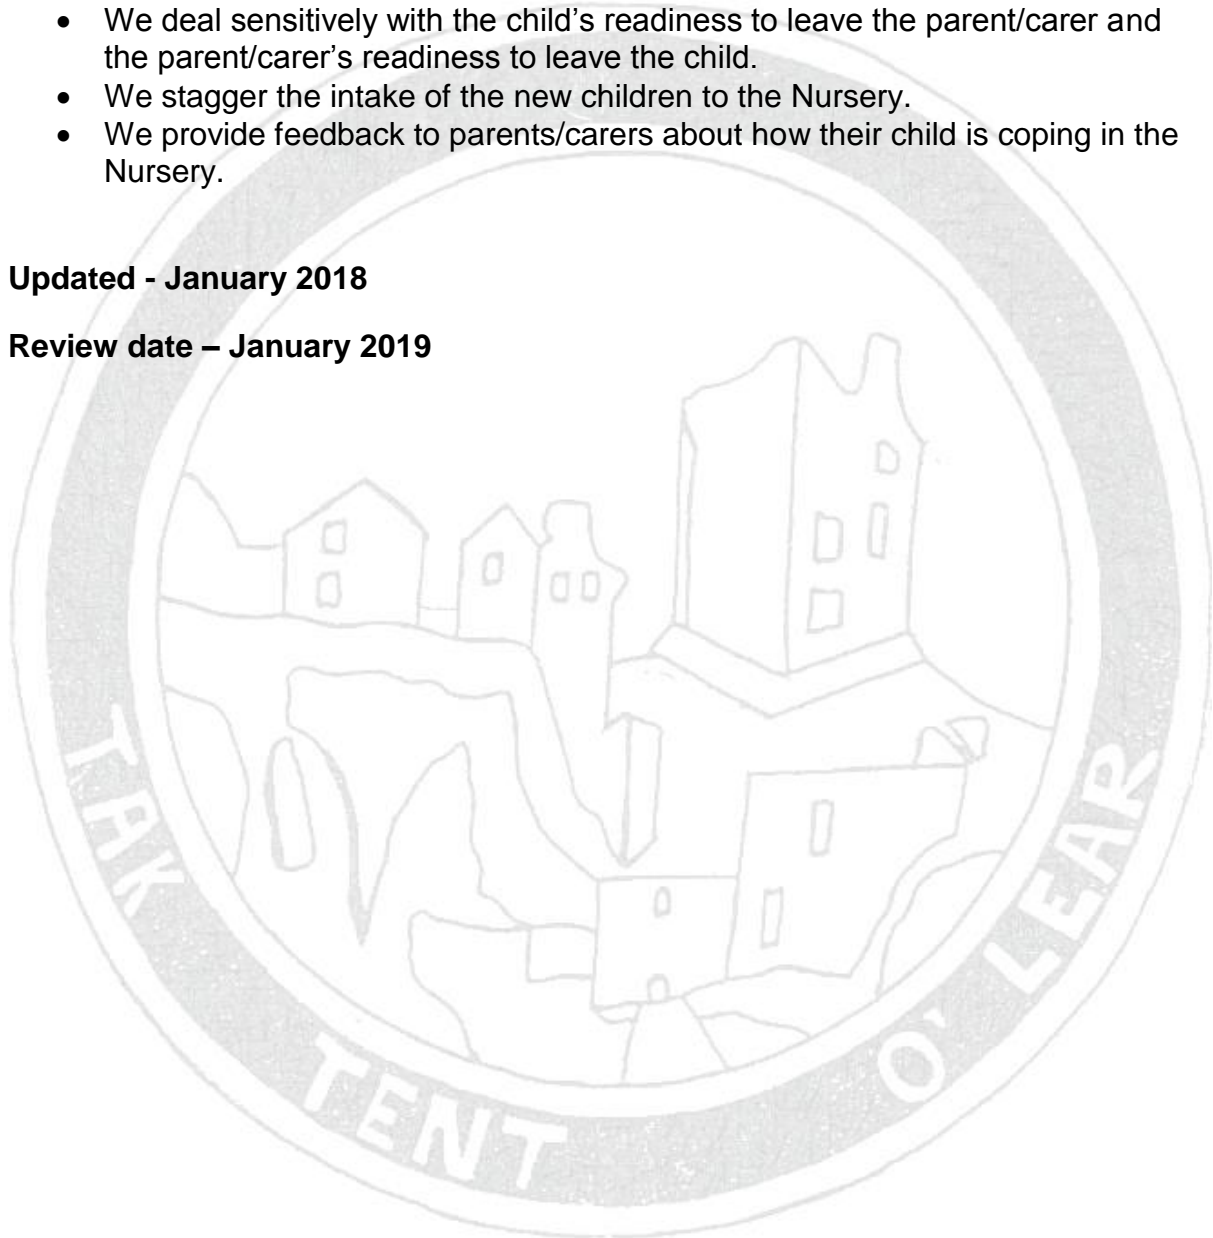 • We deal sensitively with the child’s readiness to leave the parent/carer and
the parent/carer’s readiness to leave the child.
• We stagger the intake of the new children to the Nursery.
• We provide feedback to parents/carers about how their child is coping in the
Nursery.
Updated - January 2018
Review date – January 2019
TAK TENT O' LEAR